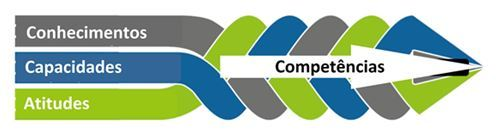 Conhecimentos
Capacidades
Atitudes
Competências